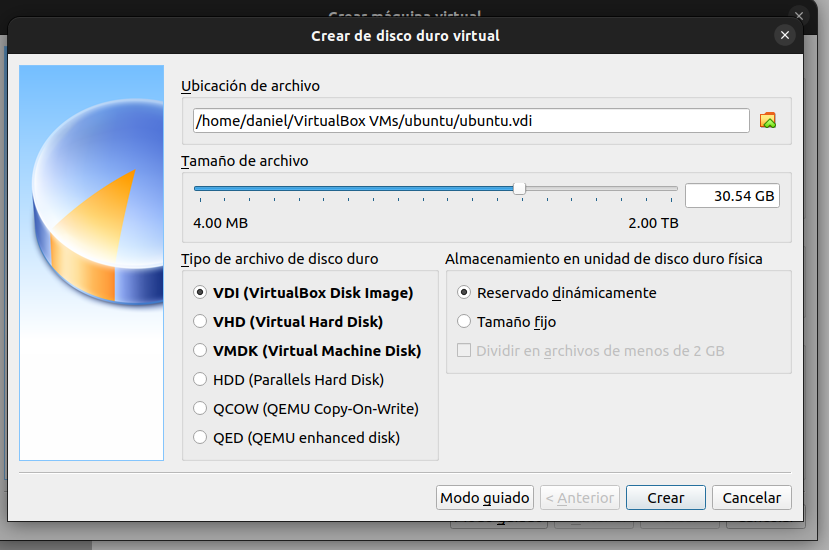 Crear máquina virtual
Crear de disco duro virtual
Ubicación de archivo
/home/daniel/VirtualBox VMs/ubuntu/ubuntu.vdi
Tamaño de archivo
30.54 GB
4.00 MB 2.00 TB
Tipo de archivo de disco duro
VDI (VirtualBox Disk Image)
VHD (Virtual Hard Disk)
VMDK (Virtual Machine Disk)
HDD (Parallels Hard Disk)
QCOW (QEMU Copy-On-Write)
QED (QEMU enhanced disk)
Almacenamiento en unidad de disco duro física
Reservado dinámicamente
Tamaño fijo
Dividir en archivos de menos de 2 GB
Modo guiado < Anterior Crear Cancelar